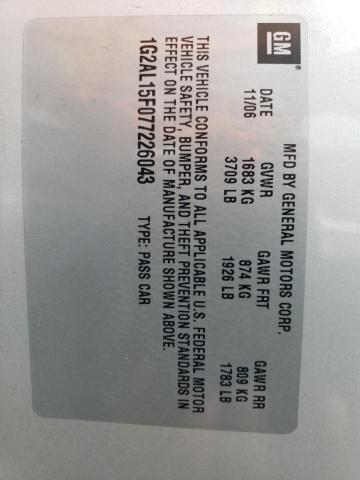 GM®
MFD BY GENERAL MOTORS CORP.
DATE GVWR GAWR FRT GAWR RR
11/06 1683 KG 874 KG 809 KG
3709 LB 1926 LB 1783 LB
THIS VEHICLE CONFORMS TO ALL APPLICABLE U.S. FEDERAL MOTOR
VEHICLE SAFETY, BUMPER, AND THEFT PREVENTION STANDARDS IN
EFFECT ON THE DATE OF MANUFACTURE SHOWN ABOVE.
1G2AL15F077226043 TYPE: PASS CAR